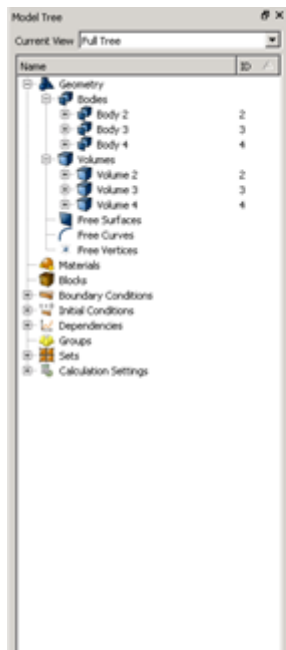 Model Tree
Current View Full Tree
Name ID
Geometry
Bodies
Body 2 2
Body 3 3
Body 4 4
Volumes
Volume 2 2
Volume 3 3
Volume 4 4
Free Surfaces
Free Curves
Free Vertices
Materials
Blocks
Boundary Conditions
Initial Conditions
Dependencies
Groups
Sets
Calculation Settings